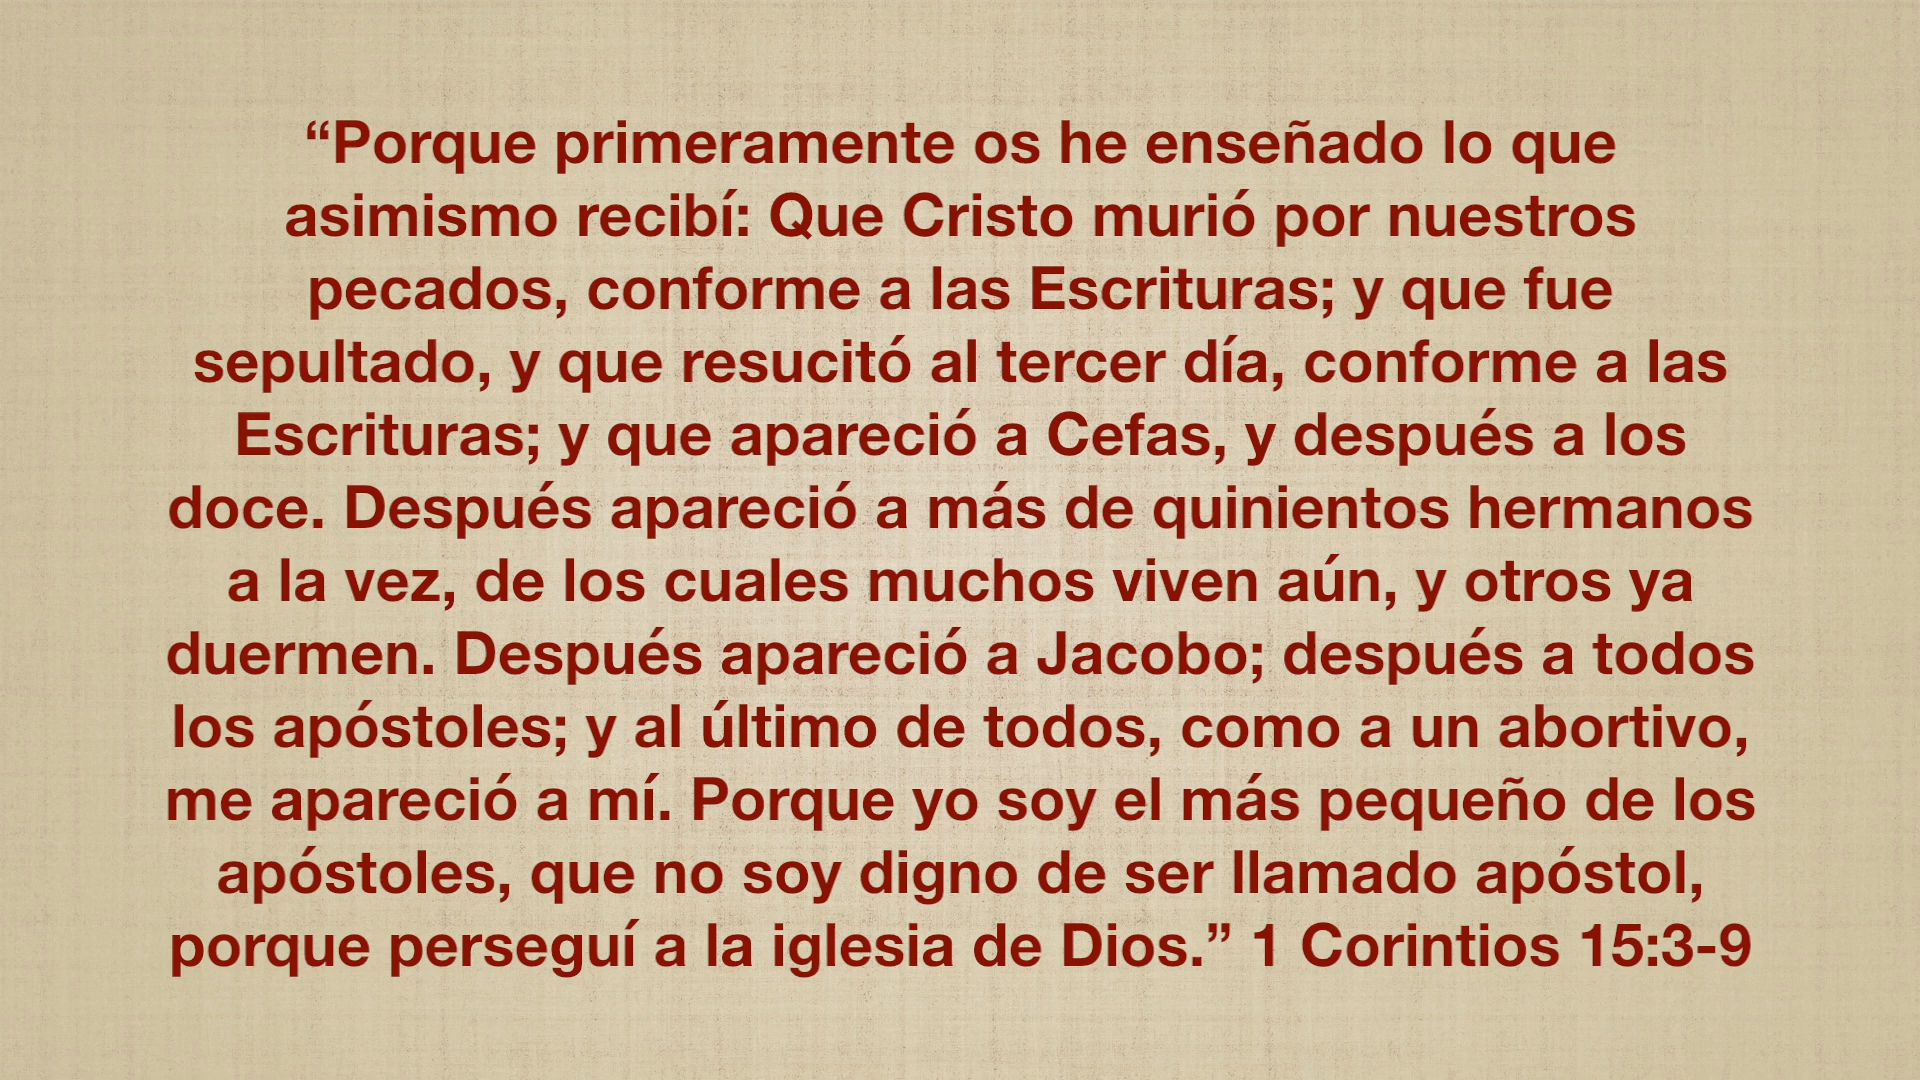 “Porque primeramente os he enseñado lo que
asimismo recibí: Que Cristo murió por nuestros
pecados, conforme a las Escrituras; y que fue
sepultado, y que resucitó al tercer día, conforme a las
Escrituras; y que apareció a Cefas, y después a los
doce. Después apareció a más de quinientos hermanos
a la vez, de los cuales muchos viven aún, y otros ya
duermen. Después apareció a Jacobo; después a todos
los apóstoles; y al último de todos, como a un abortivo,
me apareció a mí. Porque yo soy el más pequeño de los
apóstoles, que no soy digno de ser llamado apóstol,
porque perseguí a la iglesia de Dios.” 1 Corintios 15:3-9